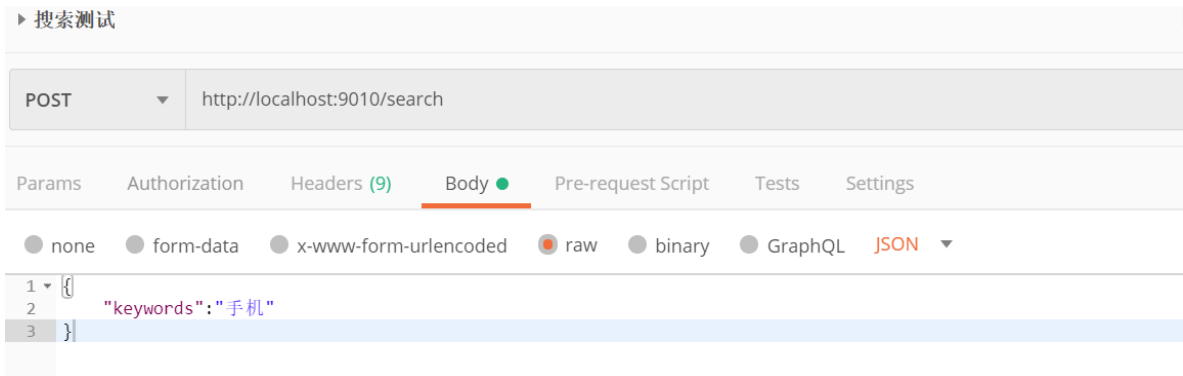 搜索测试
POST http://localhost:9010/search
Params Authorization Headers (9) Body Pre-request Script Tests Settings
none form-data x-www-form-urlencoded raw binary GraphQL JSON
1 {
2 "keywords":"手机"
3 }